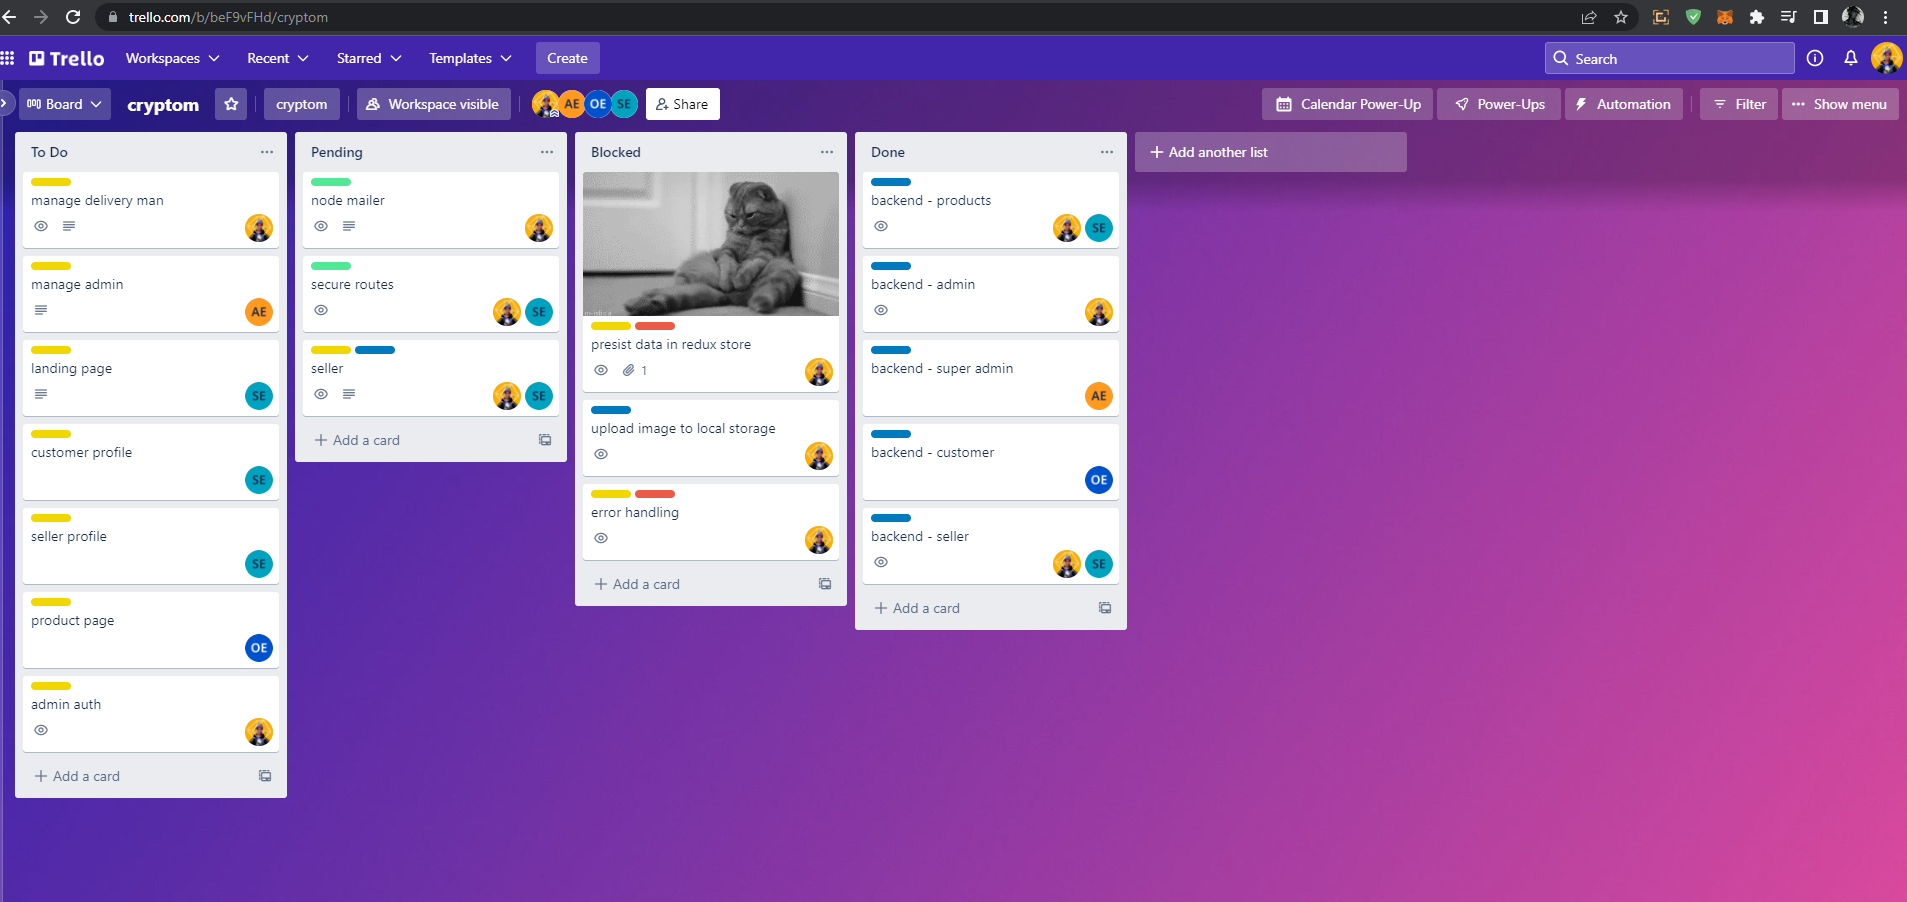 trello.com/b/beF9vFHd/cryptom
Trello Workspaces Recent Starred Templates Create Search
Board cryptom cryptom Workspace visible AE OE SE Share Calendar Power-Up Power-Ups Automation Filter Show menu
To Do
manage delivery man
manage admin
AE
landing page
SE
customer profile
SE
seller profile
SE
product page
OE
admin auth
Add a card
Pending
node mailer
secure routes
SE
seller
SE
Add a card
Blocked
presist data in redux store
1
upload image to local storage
error handling
Add a card
Done
backend - products
SE
backend - admin
backend - super admin
AE
backend - customer
OE
backend - seller
SE
Add a card
Add another list